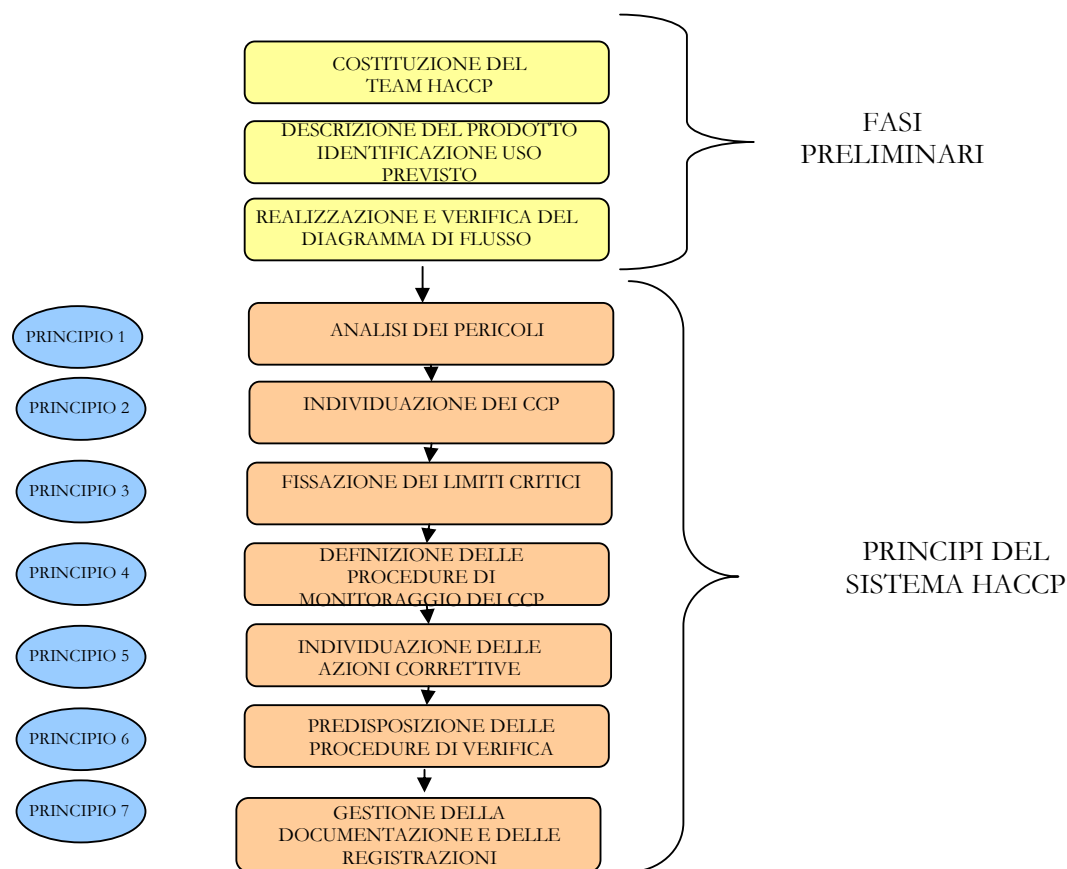 COSTITUZIONE DEL
TEAM HACCP
DESCRIZIONE DEL PRODOTTO
IDENTIFICAZIONE USO
PREVISTO
REALIZZAZIONE E VERIFICA DEL
DIAGRAMMA DI FLUSSO
FASI
PRELIMINARI
PRINCIPIO 1
ANALISI DEI PERICOLI
PRINCIPIO 2
INDIVIDUAZIONE DEI CCP
PRINCIPIO 3
FISSAZIONE DEI LIMITI CRITICI
PRINCIPIO 4
DEFINIZIONE DELLE
PROCEDURE DI
MONITORAGGIO DEI CCP
PRINCIPIO 5
INDIVIDUAZIONE DELLE
AZIONI CORRETTIVE
PRINCIPIO 6
PREDISPOSIZIONE DELLE
PROCEDURE DI VERIFICA
PRINCIPIO 7
GESTIONE DELLA
DOCUMENTAZIONE E DELLE
REGISTRAZIONI
PRINCIPI DEL
SISTEMA HACCP